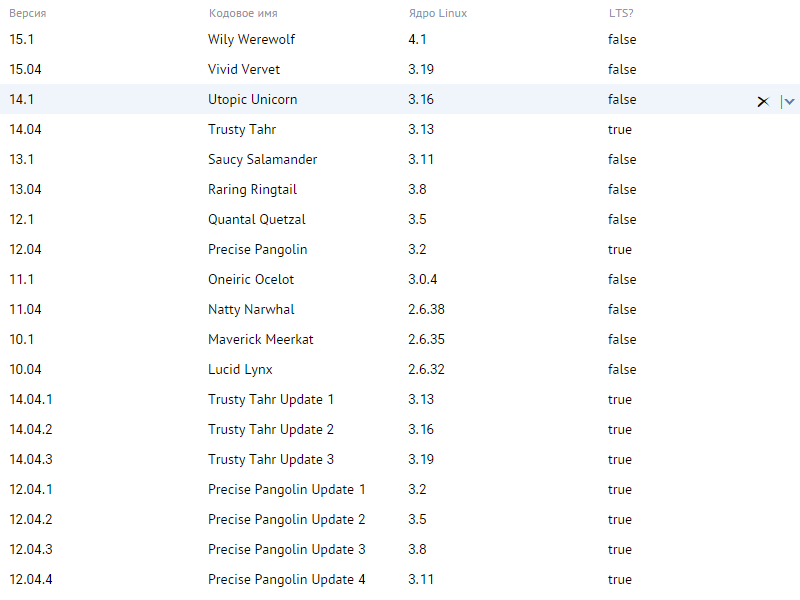 Версия Кодовое имя Ядро Linux LTS?
15.1 Wily Werewolf 4.1 false
15.04 Vivid Vervet 3.19 false
14.1 Utopic Unicorn 3.16 false
14.04 Trusty Tahr 3.13 true
13.1 Saucy Salamander 3.11 false
13.04 Raring Ringtail 3.8 false
12.1 Quantal Quetzal 3.5 false
12.04 Precise Pangolin 3.2 true
11.1 Oneiric Ocelot 3.0.4 false
11.04 Natty Narwhal 2.6.38 false
10.1 Maverick Meerkat 2.6.35 false
10.04 Lucid Lynx 2.6.32 false
14.04.1 Trusty Tahr Update 1 3.13 true
14.04.2 Trusty Tahr Update 2 3.16 true
14.04.3 Trusty Tahr Update 3 3.19 true
12.04.1 Precise Pangolin Update 1 3.2 true
12.04.2 Precise Pangolin Update 2 3.5 true
12.04.3 Precise Pangolin Update 3 3.8 true
12.04.4 Precise Pangolin Update 4 3.11 true